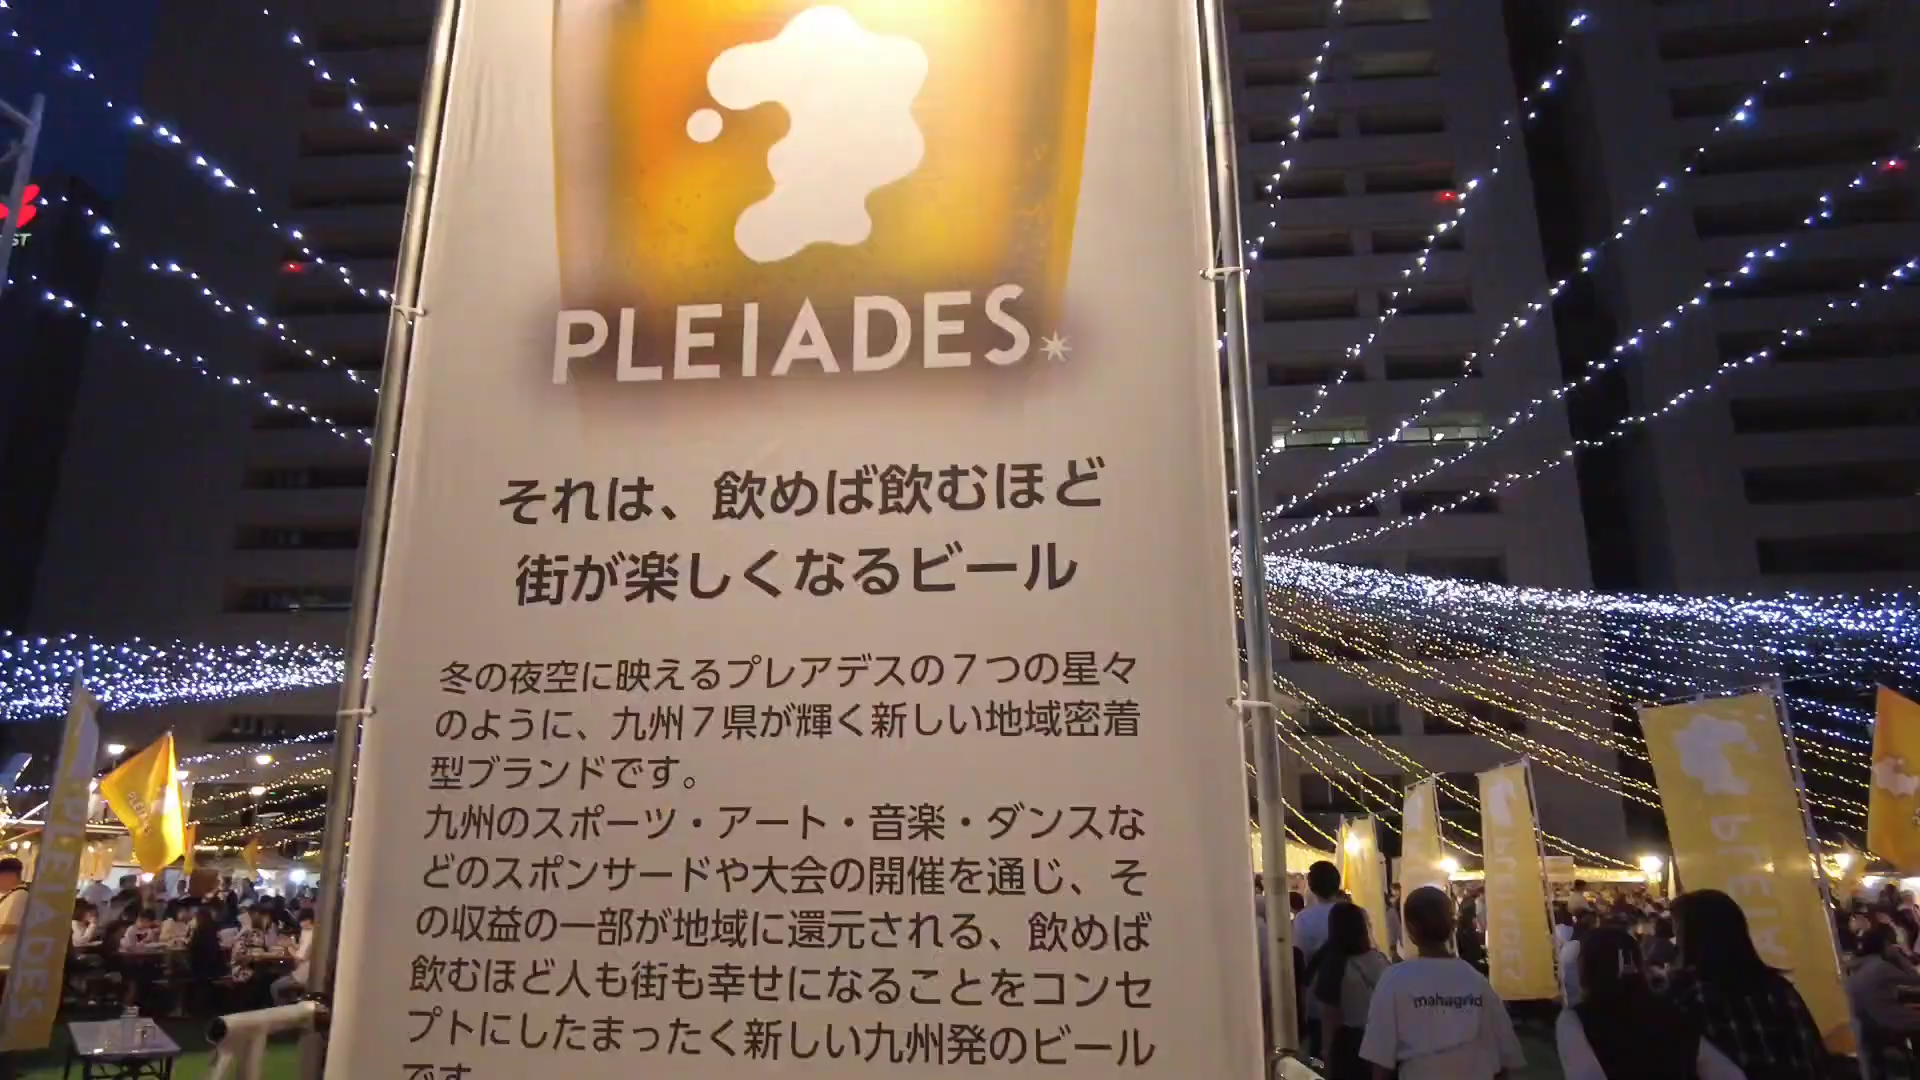 PLEIADES
それは、飲めば飲むほど
街が楽しくなるビール
冬の夜空に映えるプレアデスの7つの星々
のように、九州7県が輝く新しい地域密着
型ブランドです。
九州のスポーツ・アート・音楽・ダンスな
どのスポンサードや大会の開催を通じ、そ
の収益の一部が地域に還元される、飲めば
飲むほど人も街も幸せになることをコンセ
プトにしたまったく新しい九州発のビール
です
PLEIADES
PLEIADES
mahagrid